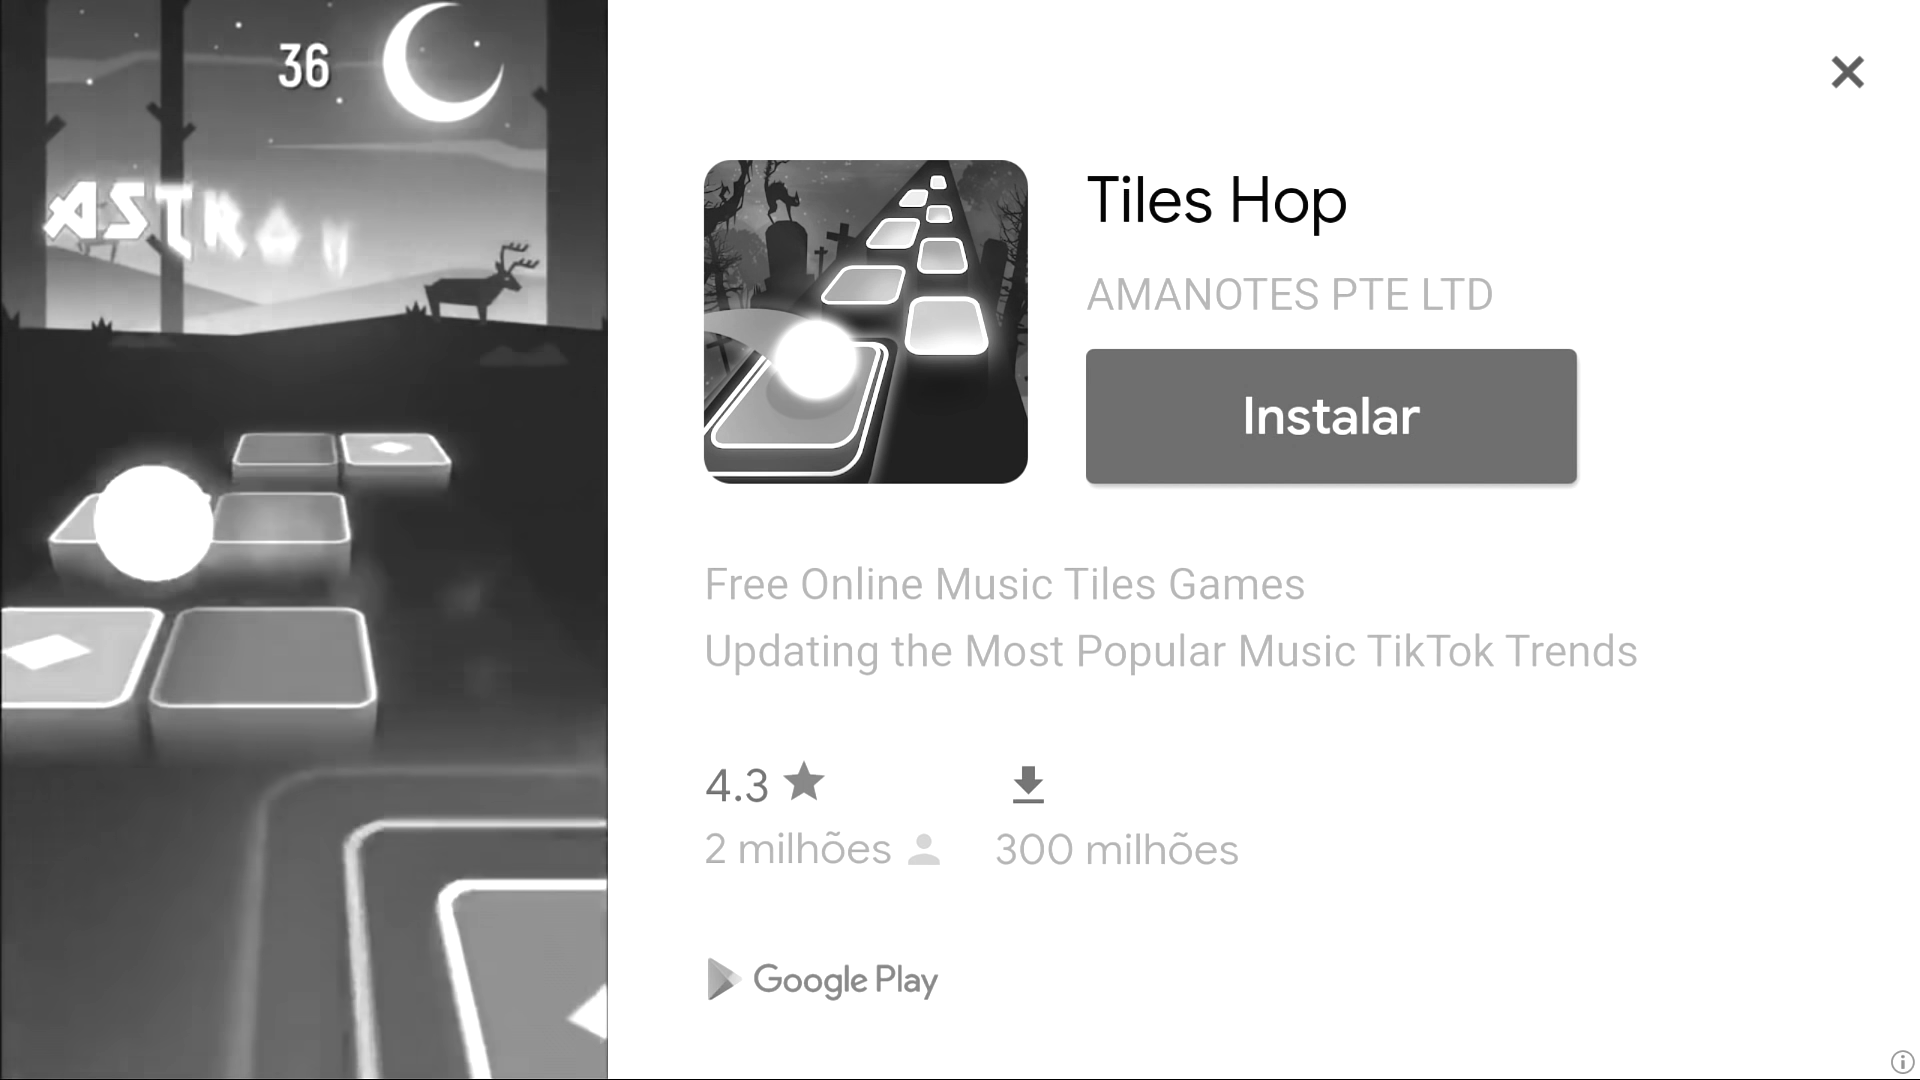 36
Tiles Hop
AMANOTES PTE LTD
Instalar
Free Online Music Tiles Games
Updating the Most Popular Music TikTok Trends
4.3
2 milhões
300 milhões
Google Play